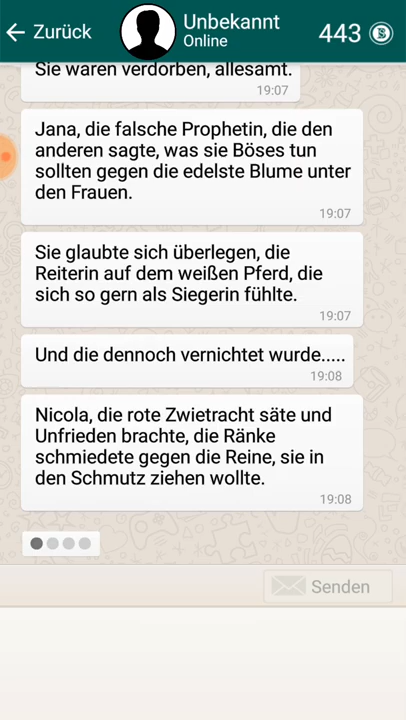 Zurück
Unbekannt
Online
443
Sie waren verdorben, allesamt.
19:07
Jana, die falsche Prophetin, die den
anderen sagte, was sie Böses tun
sollten gegen die edelste Blume unter
den Frauen.
19:07
Sie glaubte sich überlegen, die
Reiterin auf dem weißen Pferd, die
sich so gern als Siegerin fühlte.
19:07
Und die dennoch vernichtet wurde.....
19:08
Nicola, die rote Zwietracht säte und
Unfrieden brachte, die Ränke
schmiedete gegen die Reine, sie in
den Schmutz ziehen wollte.
19:08
Senden